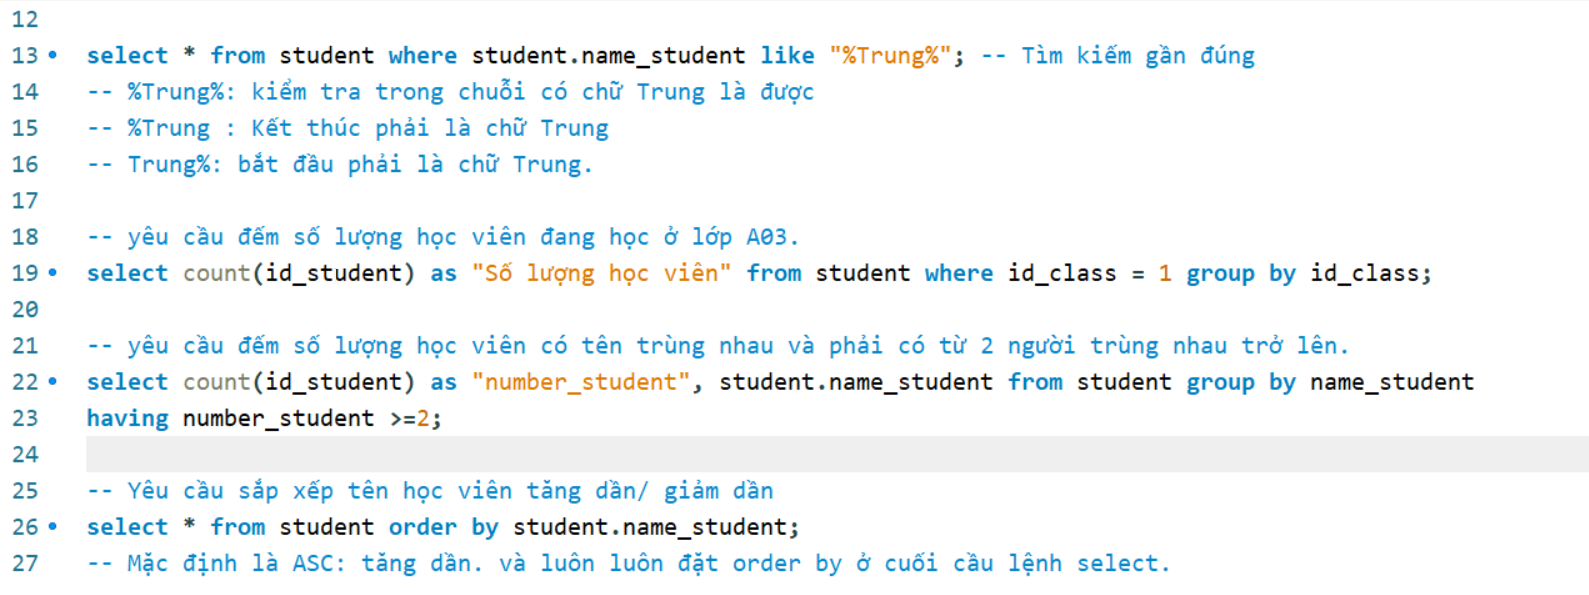 12
13 select * from student where student.name_student like "%Trung%"; -- Tìm kiếm gần đúng
14 -- %Trung%: kiểm tra trong chuỗi có chữ Trung là được
15 -- %Trung : Kết thúc phải là chữ Trung
16 -- Trung%: bắt đầu phải là chữ Trung.
17
18 -- yêu cầu đếm số lượng học viên đang học ở lớp A03.
19 select count(id_student) as "Số lượng học viên" from student where id_class = 1 group by id_class;
20
21 -- yêu cầu đếm số lượng học viên có tên trùng nhau và phải có từ 2 người trùng nhau trở lên.
22 select count(id_student) as "number_student", student.name_student from student group by name_student
23 having number_student >=2;
24
25 -- Yêu cầu sắp xếp tên học viên tăng dần/ giảm dần
26 select * from student order by student.name_student;
27 -- Mặc định là ASC: tăng dần. và luôn luôn đặt order by ở cuối cầu lệnh select.